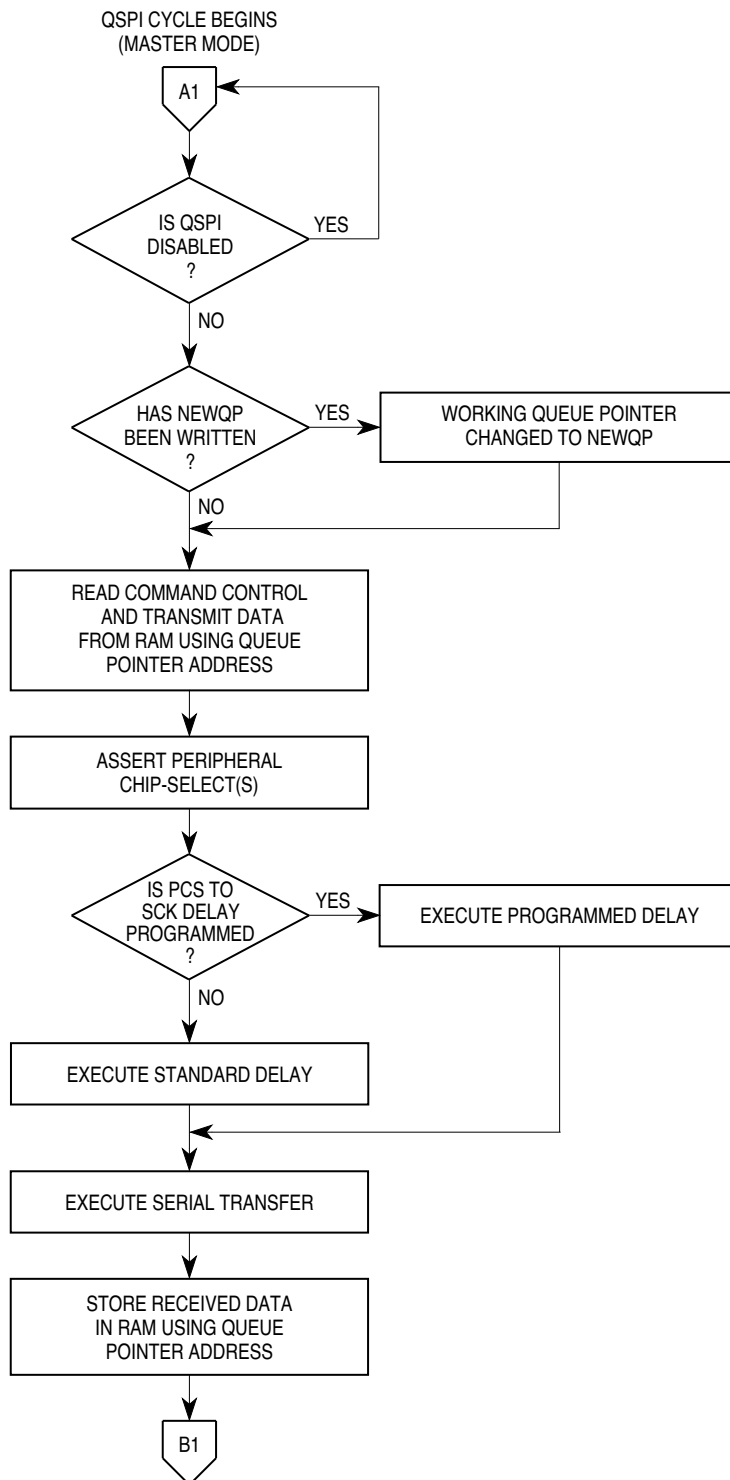 QSPI CYCLE BEGINS
(MASTER MODE)
A1
IS QSPI
DISABLED
?
YES
NO
HAS NEWQP
BEEN WRITTEN
?
YES
WORKING QUEUE POINTER
CHANGED TO NEWQP
NO
READ COMMAND CONTROL
AND TRANSMIT DATA
FROM RAM USING QUEUE
POINTER ADDRESS
ASSERT PERIPHERAL
CHIP-SELECT(S)
IS PCS TO
SCK DELAY
PROGRAMMED
?
YES
EXECUTE PROGRAMMED DELAY
NO
EXECUTE STANDARD DELAY
EXECUTE SERIAL TRANSFER
STORE RECEIVED DATA
IN RAM USING QUEUE
POINTER ADDRESS
B1